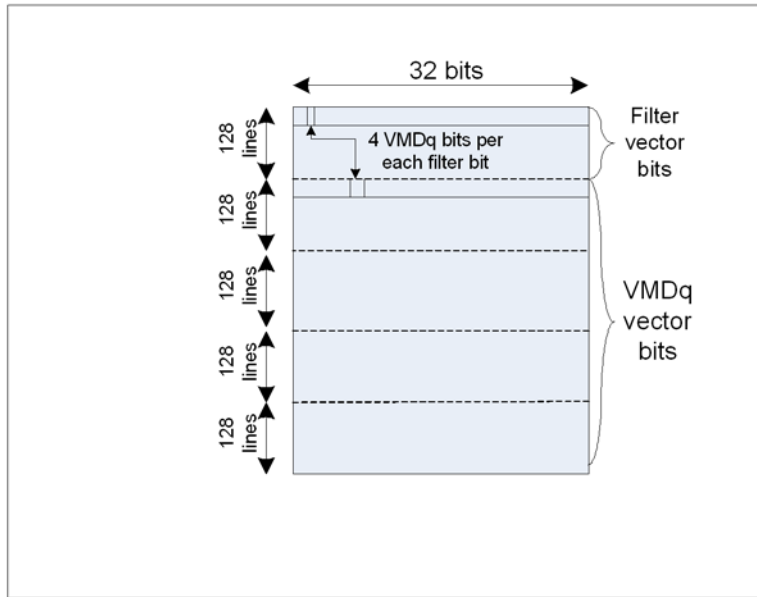 32 bits
128
lines
128
lines
128
lines
128
lines
128
lines
4 VMDq bits per
each filter bit
Filter
vector
bits
VMDq
vector
bits